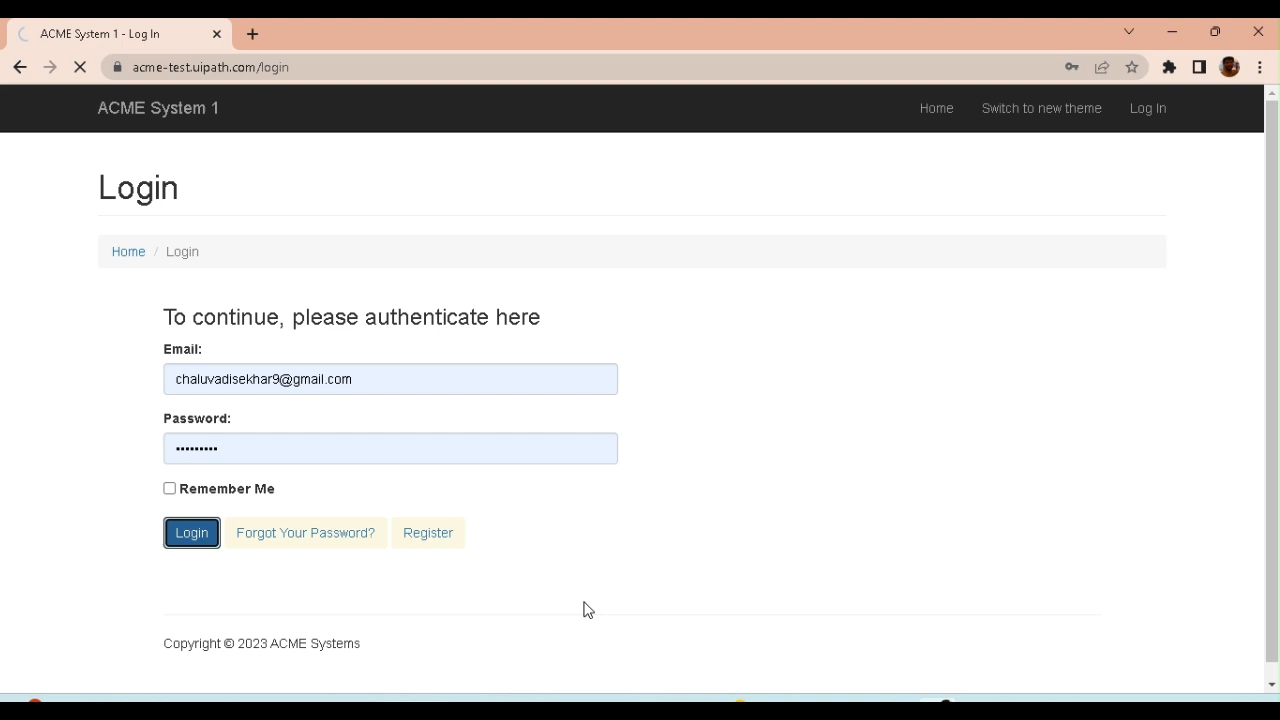 ACME System 1 - Log In
acme-test.uipath.com/login
ACME System 1 Home Switch to new theme Log In
Login
Home / Login
To continue, please authenticate here
Email:
chaluvadisekhar9@gmail.com
Password:
•••••••••
Remember Me
Login Forgot Your Password? Register
Copyright © 2023 ACME Systems